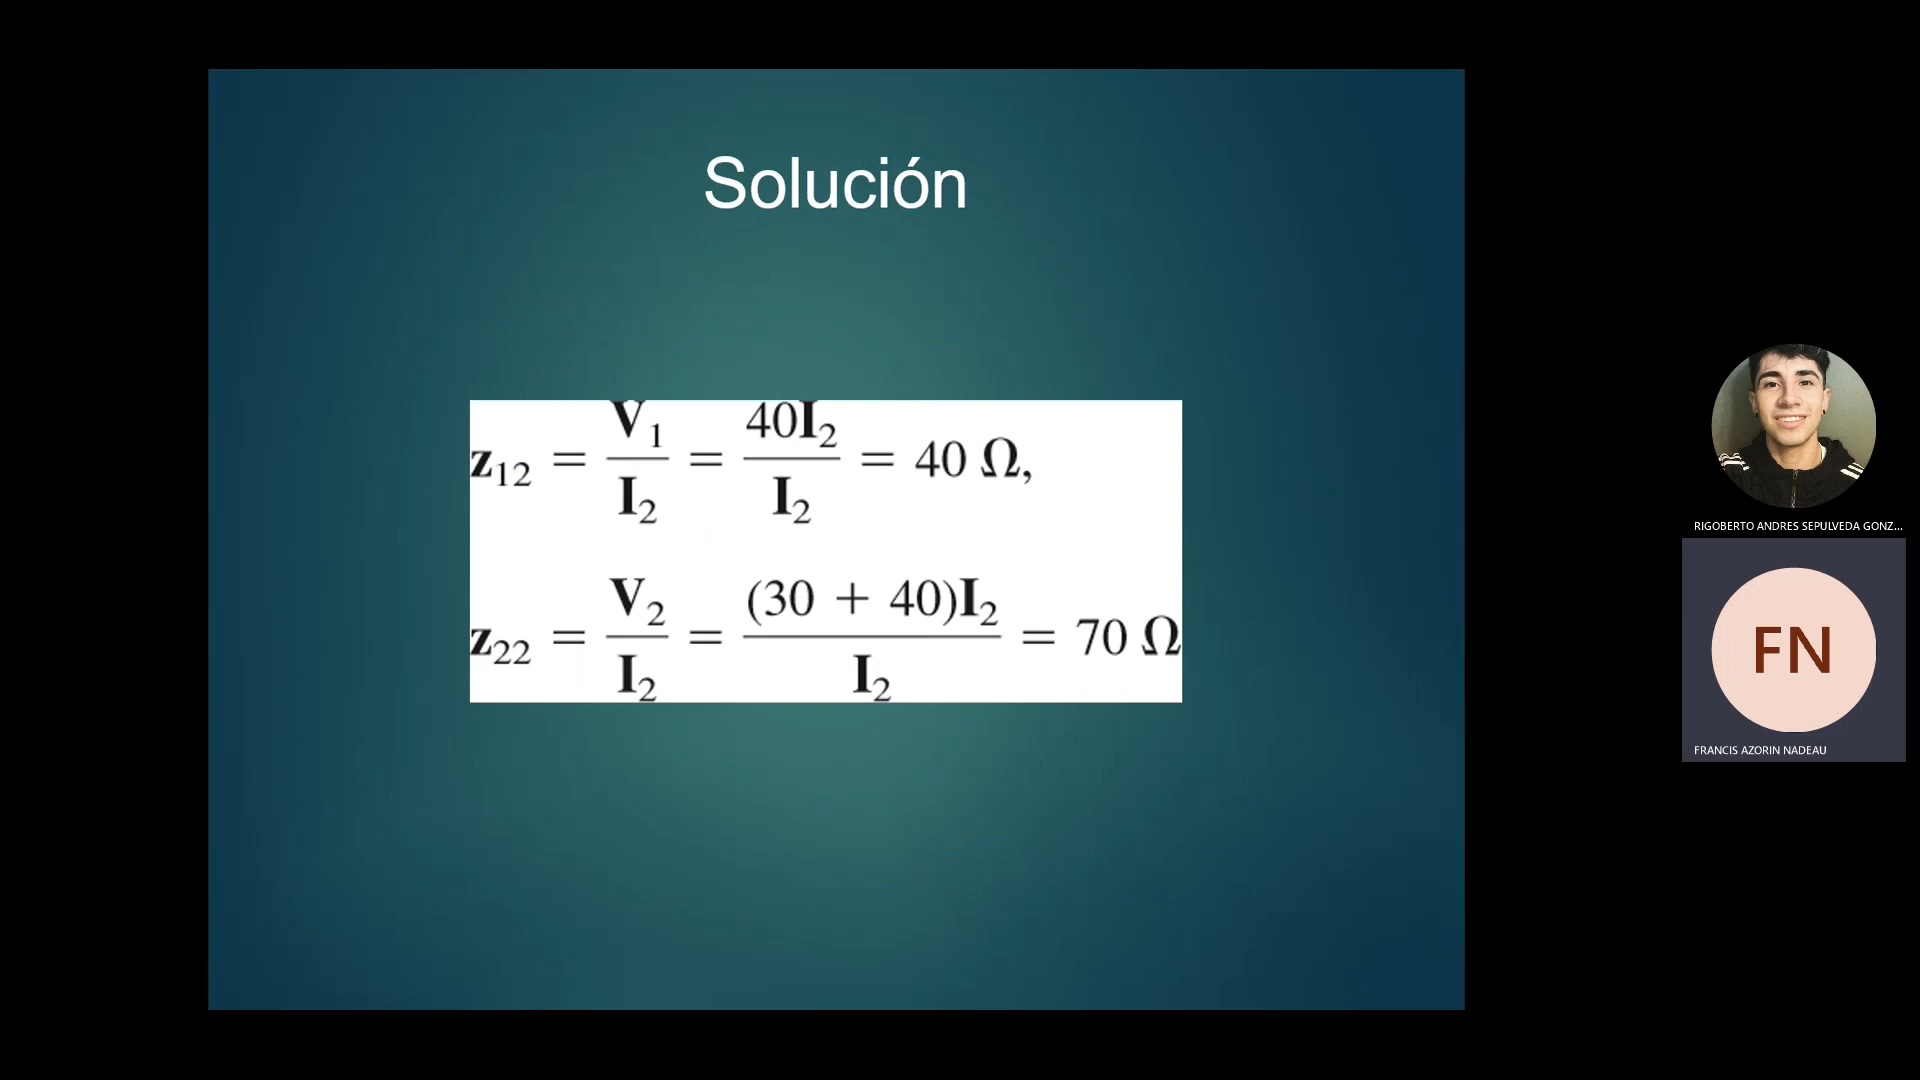 Solución
z₁₂ = V₁/I₂ = 40I₂/I₂ = 40 Ω,
z₂₂ = V₂/I₂ = (30 + 40)I₂/I₂ = 70 Ω
RIGOBERTO ANDRES SEPULVEDA GONZ...
FN
FRANCIS AZORIN NADEAU